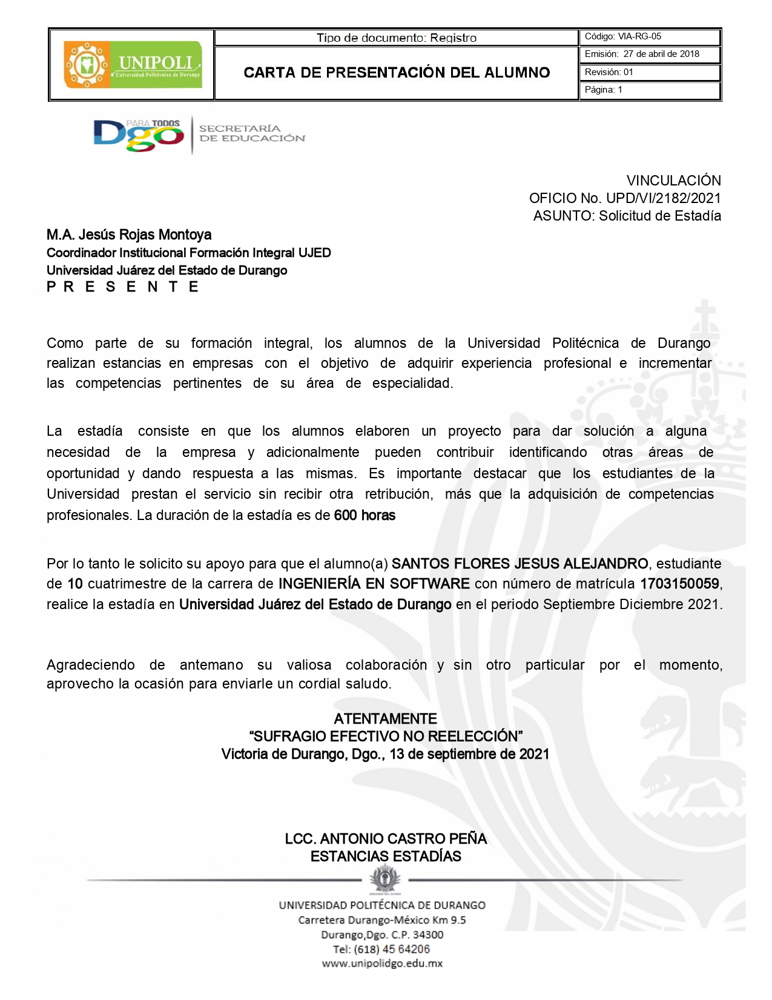 UNIPOLI
Universidad Politécnica de Durango
Tipo de documento: Registro
CARTA DE PRESENTACIÓN DEL ALUMNO
Código: VIA-RG-05
Emisión: 27 de abril de 2018
Revisión: 01
Página: 1
PARA TODOS
Dgo
SECRETARÍA
DE EDUCACIÓN
VINCULACIÓN
OFICIO No. UPD/VI/2182/2021
ASUNTO: Solicitud de Estadía
M.A. Jesús Rojas Montoya
Coordinador Institucional Formación Integral UJED
Universidad Juárez del Estado de Durango
P R E S E N T E
Como parte de su formación integral, los alumnos de la Universidad Politécnica de Durango
realizan estancias en empresas con el objetivo de adquirir experiencia profesional e incrementar
las competencias pertinentes de su área de especialidad.
La estadía consiste en que los alumnos elaboren un proyecto para dar solución a alguna
necesidad de la empresa y adicionalmente pueden contribuir identificando otras áreas de
oportunidad y dando respuesta a las mismas. Es importante destacar que los estudiantes de la
Universidad prestan el servicio sin recibir otra retribución, más que la adquisición de competencias
profesionales. La duración de la estadía es de 600 horas
Por lo tanto le solicito su apoyo para que el alumno(a) SANTOS FLORES JESUS ALEJANDRO, estudiante
de 10 cuatrimestre de la carrera de INGENIERÍA EN SOFTWARE con número de matrícula 1703150059,
realice la estadía en Universidad Juárez del Estado de Durango en el periodo Septiembre Diciembre 2021.
Agradeciendo de antemano su valiosa colaboración y sin otro particular por el momento,
aprovecho la ocasión para enviarle un cordial saludo.
ATENTAMENTE
“SUFRAGIO EFECTIVO NO REELECCIÓN”
Victoria de Durango, Dgo., 13 de septiembre de 2021
LCC. ANTONIO CASTRO PEÑA
ESTANCIAS ESTADÍAS
UNIVERSIDAD POLITÉCNICA DE DURANGO
Carretera Durango-México Km 9.5
Durango,Dgo. C.P. 34300
Tel: (618) 45 64206
www.unipolidgo.edu.mx